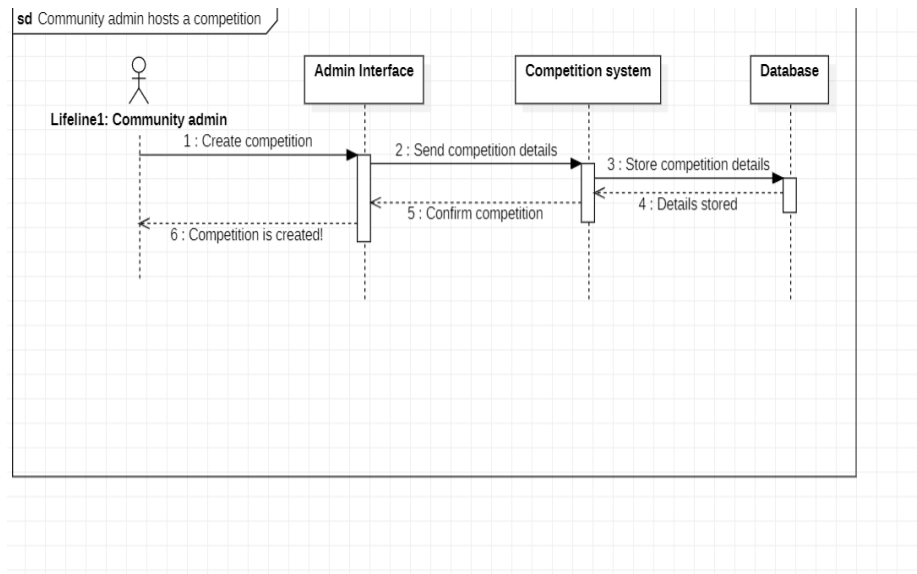 sd Community admin hosts a competition
Admin Interface
Competition system
Database
Lifeline1: Community admin
1 : Create competition
2 : Send competition details
3 : Store competition details
4 : Details stored
5 : Confirm competition
6 : Competition is created!